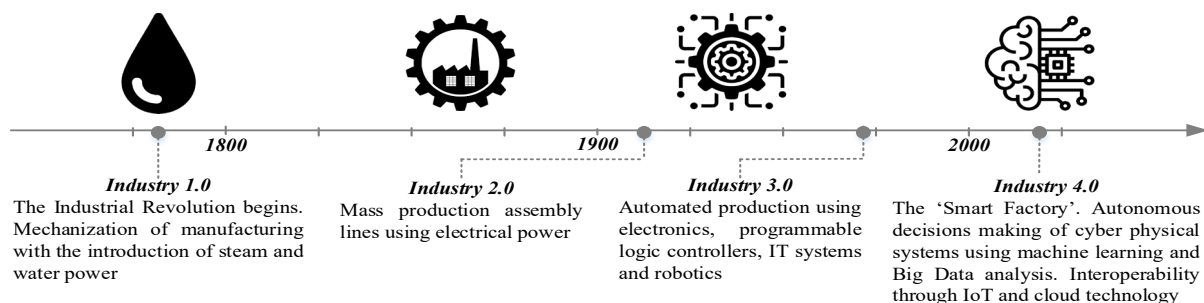 1800
1900
2000
Industry 1.0
The Industrial Revolution begins.
Mechanization of manufacturing
with the introduction of steam and
water power
Industry 2.0
Mass production assembly
lines using electrical power
Industry 3.0
Automated production using
electronics, programmable
logic controllers, IT systems
and robotics
Industry 4.0
The ‘Smart Factory’. Autonomous
decisions making of cyber physical
systems using machine learning and
Big Data analysis. Interoperability
through IoT and cloud technology